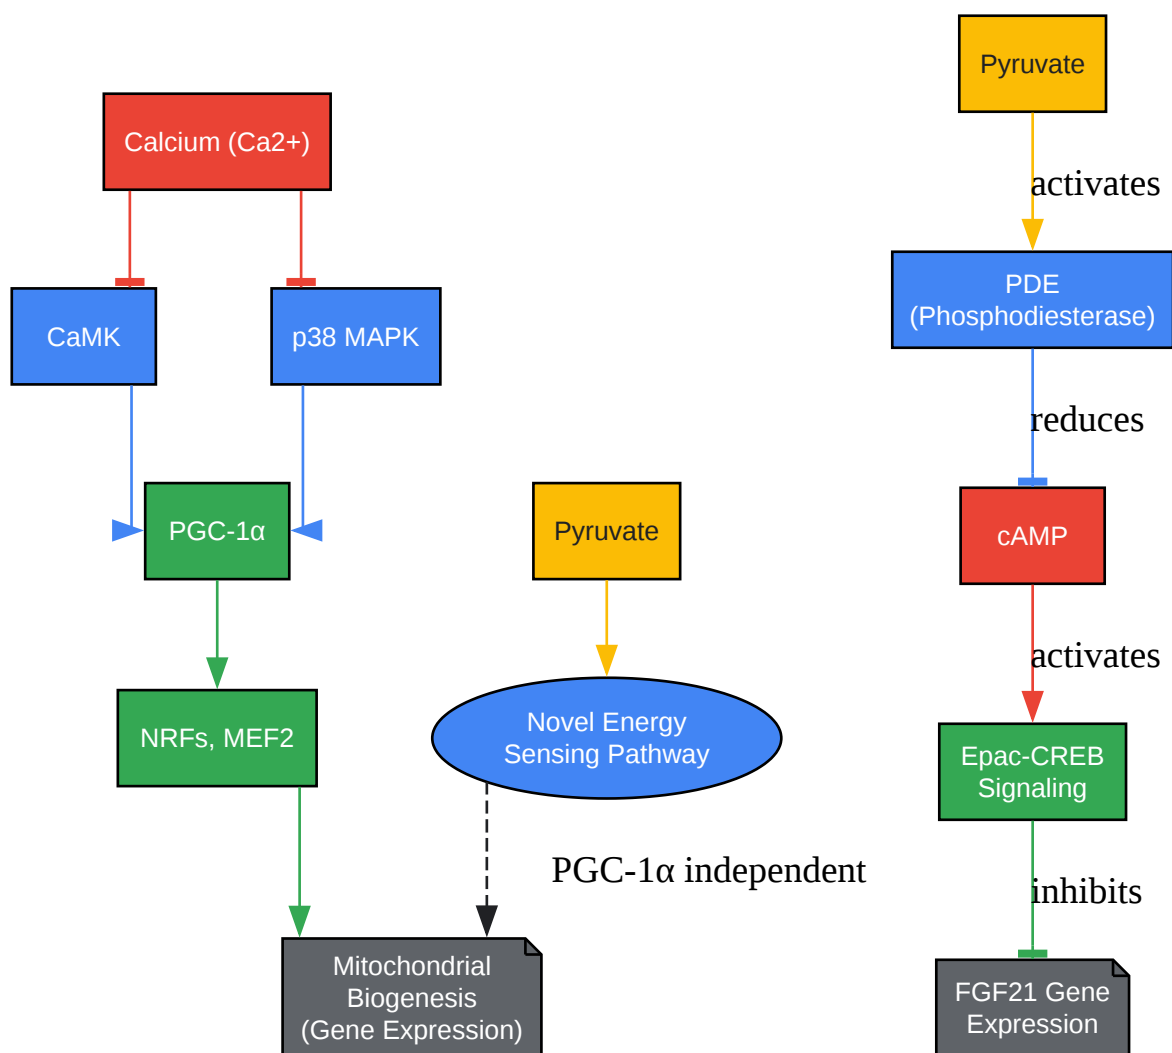 Calcium (Ca2+)
CaMK
p38 MAPK
PGC-1α
NRFs, MEF2
Pyruvate
Novel Energy
Sensing Pathway
PGC-1α independent
Mitochondrial
Biogenesis
(Gene Expression)
Pyruvate
activates
PDE
(Phosphodiesterase)
reduces
cAMP
activates
Epac-CREB
Signaling
inhibits
FGF21 Gene
Expression